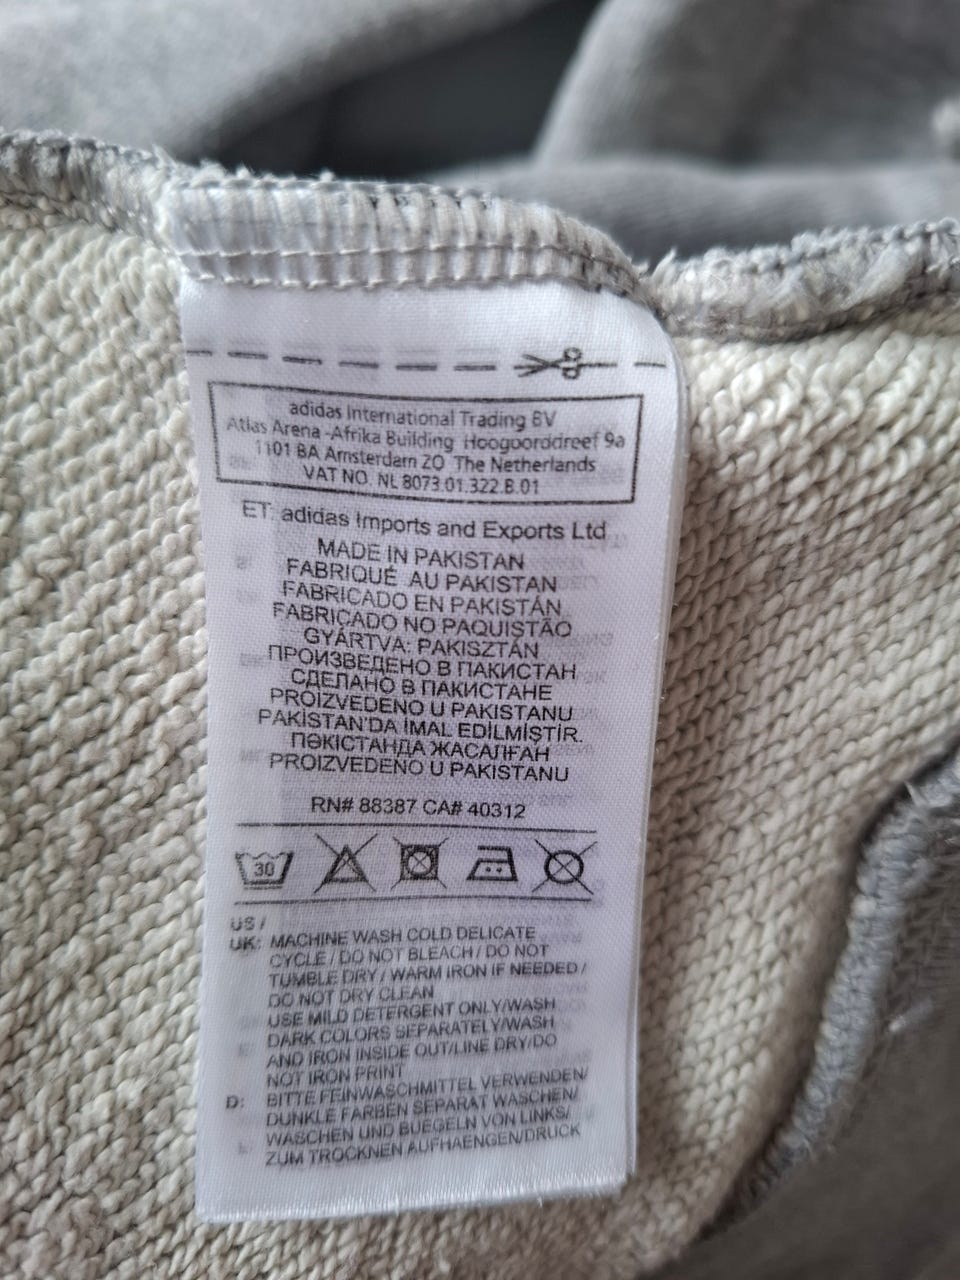 adidas International Trading BV
Atlas Arena -Afrika Building Hoogoorddreef 9a
1101 BA Amsterdam ZO The Netherlands
VAT NO. NL 8073.01.322.B.01
ET: adidas Imports and Exports Ltd
MADE IN PAKISTAN
FABRIQUÉ AU PAKISTAN
FABRICADO EN PAKISTÁN
FABRICADO NO PAQUISTÃO
GYÁRTVA: PAKISZTÁN
ПРОИЗВЕДЕНО В ПАКИСТАН
СДЕЛАНО В ПАКИСТАНЕ
PROIZVEDENO U PAKISTANU
PAKİSTAN'DA İMAL EDİLMİŞTİR.
ПӘКІСТАНДА ЖАСАЛҒАН
PROIZVEDENO U PAKISTANU
RN# 88387 CA# 40312
30
US /
UK: MACHINE WASH COLD DELICATE
CYCLE / DO NOT BLEACH / DO NOT
TUMBLE DRY / WARM IRON IF NEEDED /
DO NOT DRY CLEAN
USE MILD DETERGENT ONLY/WASH
DARK COLORS SEPARATELY/WASH
AND IRON INSIDE OUT/LINE DRY/DO
NOT IRON PRINT
D: BITTE FEINWASCHMITTEL VERWENDEN/
DUNKLE FARBEN SEPARAT WASCHEN/
WASCHEN UND BUEGELN VON LINKS/
ZUM TROCKNEN AUFHAENGEN/DRUCK